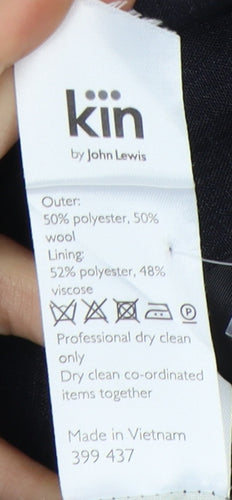 kin
by John Lewis
Outer:
50% polyester, 50%
wool
Lining:
52% polyester, 48%
viscose
P
Professional dry clean
only
Dry clean co-ordinated
items together
Made in Vietnam
399 437